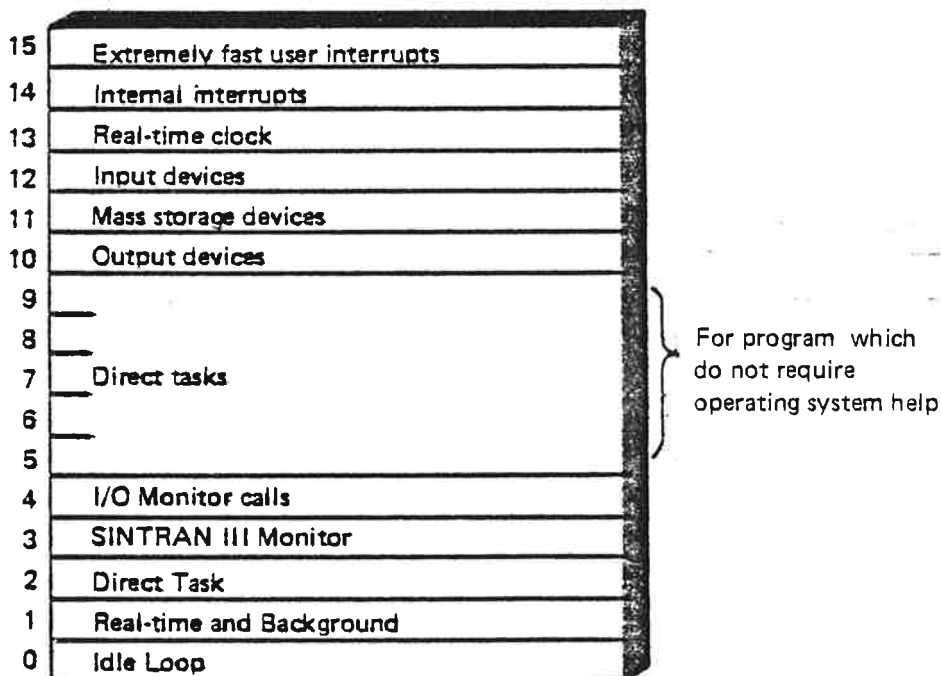 15 Extremely fast user interrupts
14 Internal interrupts
13 Real-time clock
12 Input devices
11 Mass storage devices
10 Output devices
9
8
7 Direct tasks
6
5
For program which
do not require
operating system help
4 I/O Monitor calls
3 SINTRAN III Monitor
2 Direct Task
1 Real-time and Background
0 Idle Loop